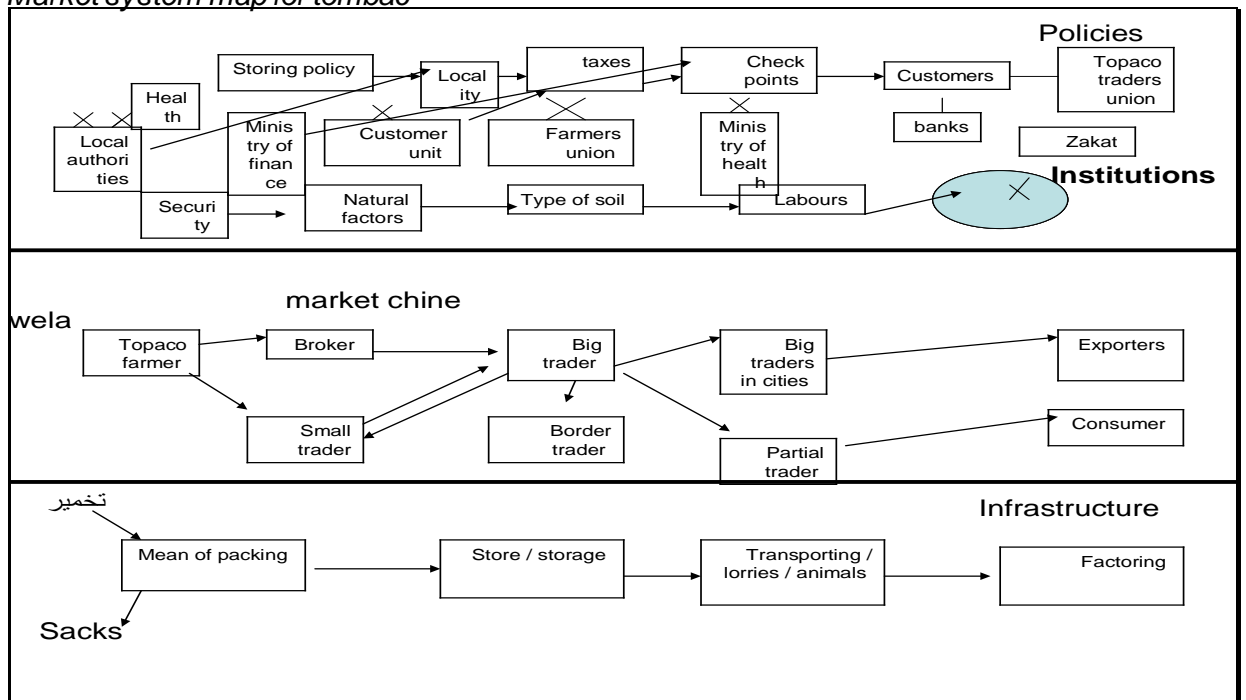 Market system map for tombac
Policies
Storing policy
Local
ity
taxes
Check
points
Customers
Topaco
traders
union
Heal
th
Local
authori
ties
Minis
try of
finan
ce
Customer
unit
Farmers
union
Minis
try of
healt
h
banks
Zakat
Institutions
Securi
ty
Natural
factors
Type of soil
Labours
market chine
wela
Topaco
farmer
Broker
Big
trader
Big
traders
in cities
Exporters
Small
trader
Border
trader
Partial
trader
Consumer
تخمير
Infrastructure
Mean of packing
Store / storage
Transporting /
lorries / animals
Factoring
Sacks